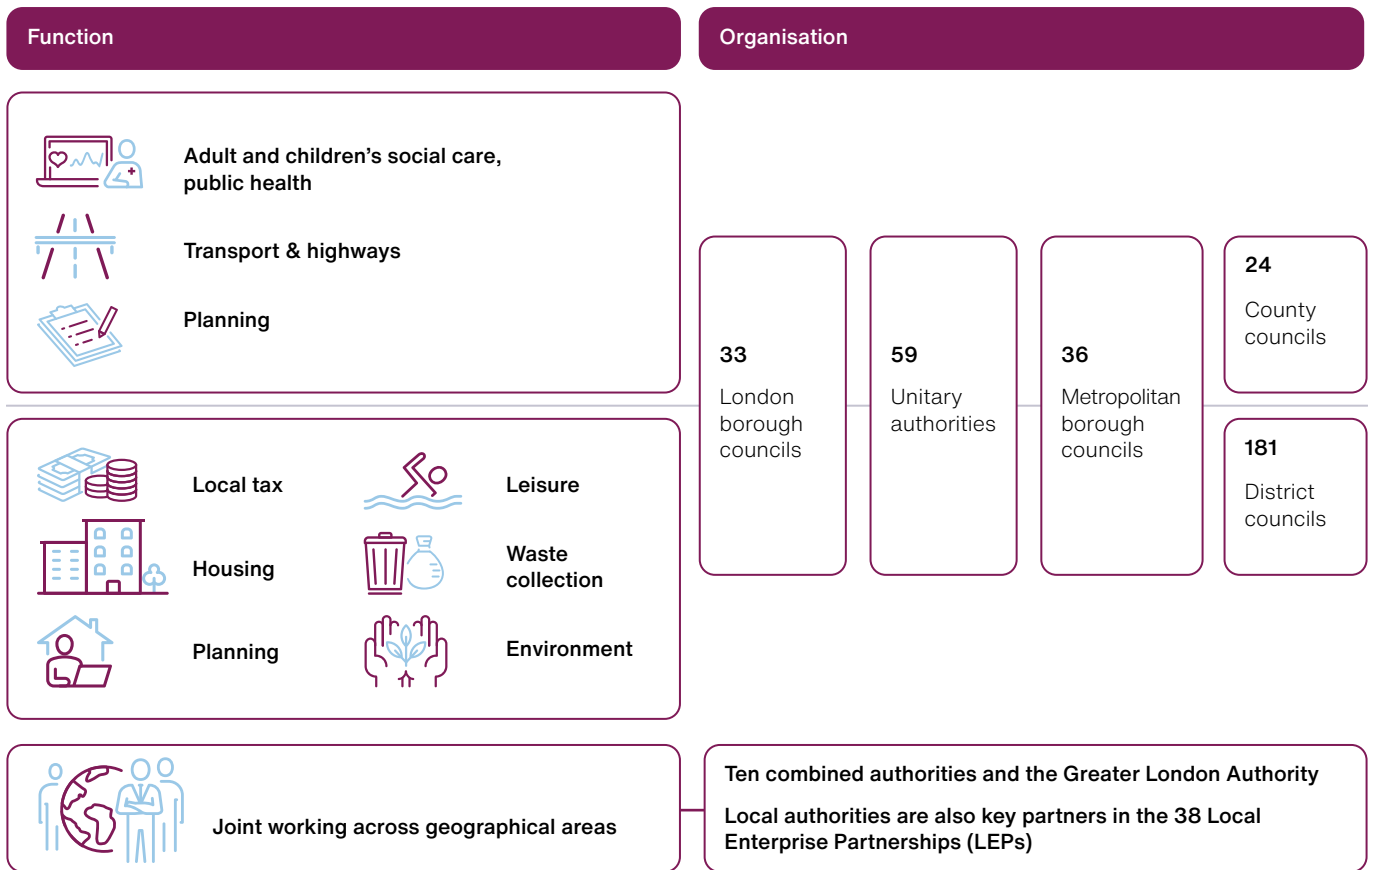 Function
Organisation
Adult and children’s social care,
public health
Transport & highways
Planning
Local tax
Housing
Planning
Leisure
Waste
collection
Environment
33
London
borough
councils
59
Unitary
authorities
36
Metropolitan
borough
councils
24
County
councils
181
District
councils
Joint working across geographical areas
Ten combined authorities and the Greater London Authority
Local authorities are also key partners in the 38 Local
Enterprise Partnerships (LEPs)